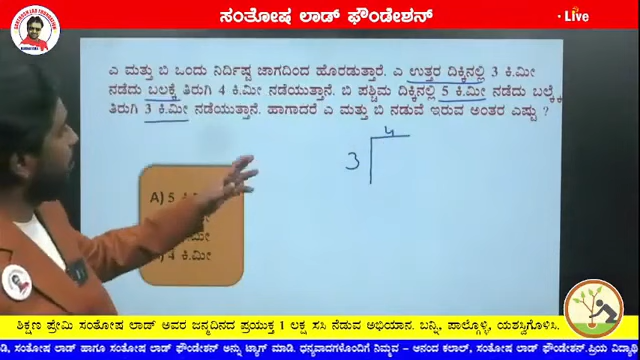 ಸಂತೋಷ ಲಾಡ್ ಫೌಂಡೇಶನ್
Live
ಎ ಮತ್ತು ಬಿ ಒಂದು ನಿರ್ದಿಷ್ಟ ಜಾಗದಿಂದ ಹೊರಡುತ್ತಾರೆ. ಎ ಉತ್ತರ ದಿಕ್ಕಿನಲ್ಲಿ 3 ಕಿ.ಮೀ
ನಡೆದು ಬಲಕ್ಕೆ ತಿರುಗಿ 4 ಕಿ.ಮೀ ನಡೆಯುತ್ತಾನೆ. ಬಿ ಪಶ್ಚಿಮ ದಿಕ್ಕಿನಲ್ಲಿ 5 ಕಿ.ಮೀ ನಡೆದು ಬಲ್ಕ್ಕೆ
ತಿರುಗಿ 3 ಕಿ.ಮೀ ನಡೆಯುತ್ತಾನೆ. ಹಾಗಾದರೆ ಎ ಮತ್ತು ಬಿ ನಡುವೆ ಇರುವ ಅಂತರ ಎಷ್ಟು ?
4
3
A) 5
4 ಕಿ.ಮೀ
ಶಿಕ್ಷಣ ಪ್ರೇಮಿ ಸಂತೋಷ ಲಾಡ್ ಅವರ ಜನ್ಮದಿನದ ಪ್ರಯುಕ್ತ 1 ಲಕ್ಷ ಸಸಿ ನೆಡುವ ಅಭಿಯಾನ. ಬನ್ನಿ, ಪಾಲ್ಗೊಳ್ಳಿ, ಯಶಸ್ವಿಗೊಳಿಸಿ.
ಸಂತೋಷ್ ಲಾಡ್ ಹಾಗೂ ಸಂತೋಷ್ ಲಾಡ್ ಫೌಂಡೇಶನ್ ಅನ್ನು ಟ್ಯಾಗ್ ಮಾಡಿ. ಧನ್ಯವಾದಗಳೊಂದಿಗೆ ನಿಮ್ಮವ – ಆನಂದ ಕಲಾಲ್, ಸಂತೋಷ್ ಲಾಡ್ ಫೌಂಡೇಶನ್.ಪ್ರಿಯ